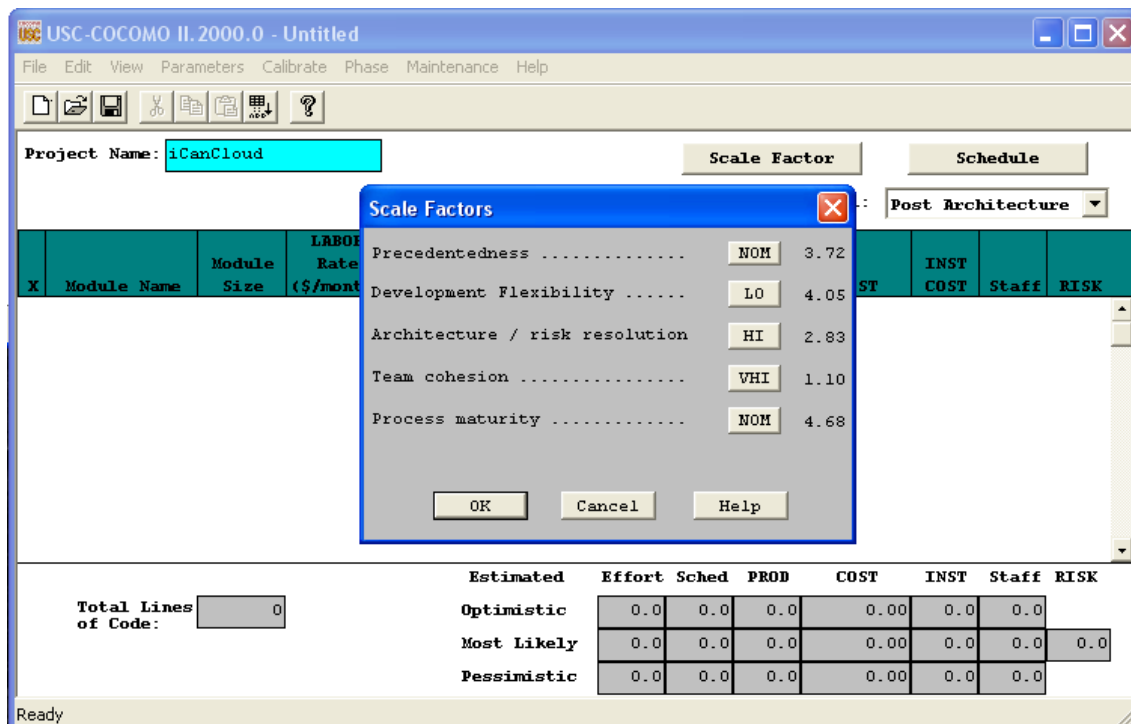 USC-COCOMO II.2000.0 - Untitled
File Edit View Parameters Calibrate Phase Maintenance Help
Project Name: iCanCloud
Scale Factor
Schedule
Post Architecture
X
Module Name
Module Size
LABOR Rate ($/mont
ST
INST COST
Staff
RISK
Scale Factors
Precedentedness .............. NOM 3.72
Development Flexibility ...... LO 4.05
Architecture / risk resolution HI 2.83
Team cohesion ................ VHI 1.10
Process maturity ............. NOM 4.68
OK Cancel Help
Estimated Effort Sched PROD COST INST Staff RISK
Total Lines of Code: 0
Optimistic 0.0 0.0 0.0 0.00 0.0 0.0
Most Likely 0.0 0.0 0.0 0.00 0.0 0.0 0.0
Pessimistic 0.0 0.0 0.0 0.00 0.0 0.0
Ready